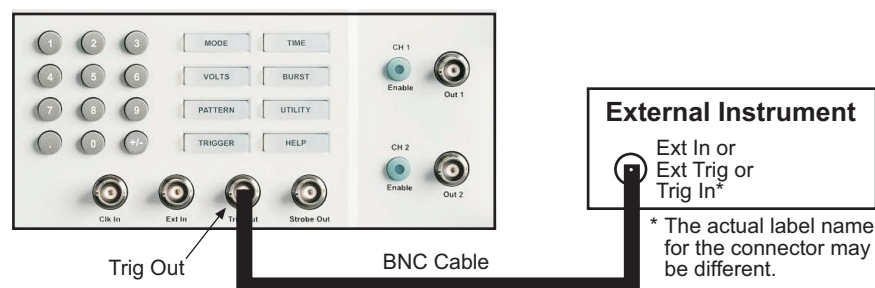 1 2 3
MODE TIME
CH 1
4 5 6
VOLTS BURST
Enable Out 1
7 8 9
PATTERN UTILITY
. 0 +/-
TRIGGER HELP
CH 2
Enable Out 2
Clk In Ext In Strobe Out
Trig Out
BNC Cable
External Instrument
Ext In or
Ext Trig or
Trig In*
* The actual label name
for the connector may
be different.